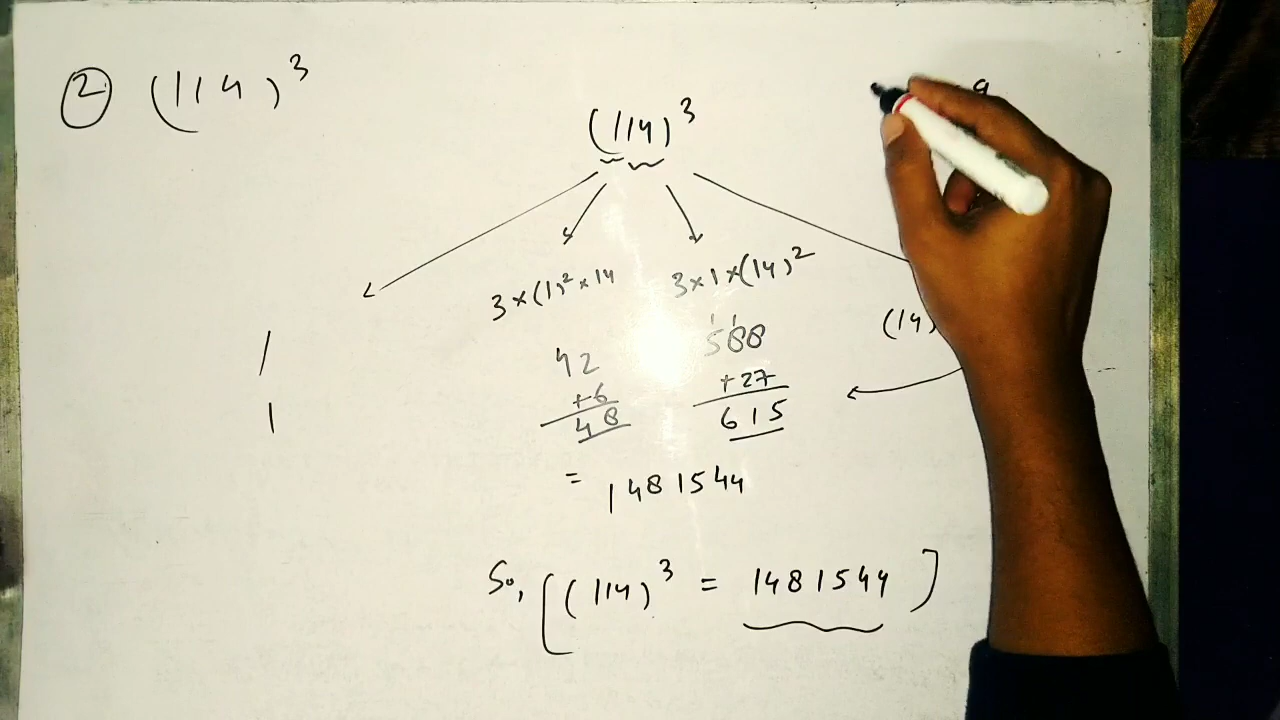 ② (114)³
(114)³
3×(1)²×14 3×1×(14)²
(14)
1 42 588
+6 +27
1 48 615
= 1481544
So, [(114)³ = 1481544]